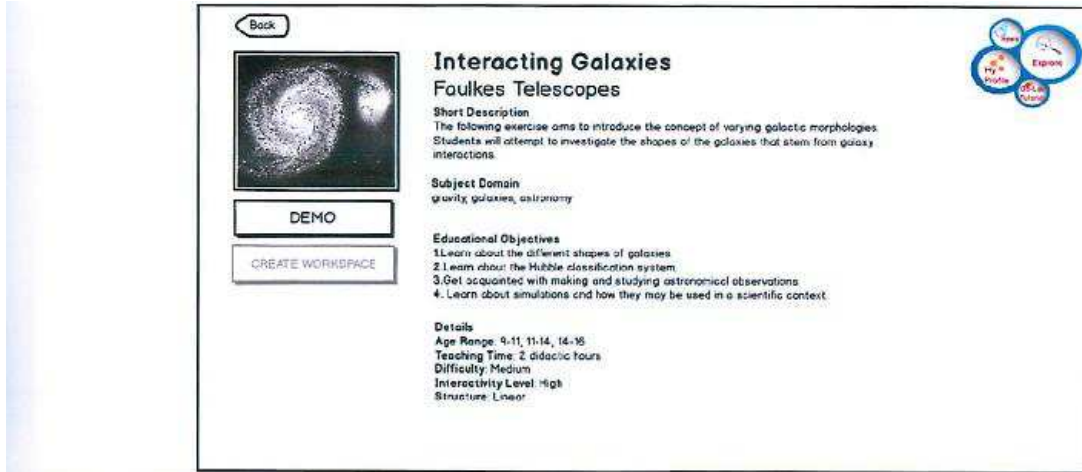 Back
Interacting Galaxies
Faulkes Telescopes
Short Description
The following exercise aims to introduce the concept of varying galactic morphologies.
Students will attempt to investigate the shapes of the galaxies that stem from galaxy
interactions.
Subject Domain
gravity, galaxies, astronomy
DEMO
CREATE WORKSPACE
Educational Objectives
1.Learn about the different shapes of galaxies
2.Learn about the Hubble classification system
3.Get acquainted with making and studying astronomical observations
4. Learn about simulations and how they may be used in a scientific context
Details
Age Range: 9-11, 11-14, 14-16
Teaching Time: 2 didactic hours
Difficulty: Medium
Interactivity Level: High
Structure: Linear
News
Explore
My
Profile